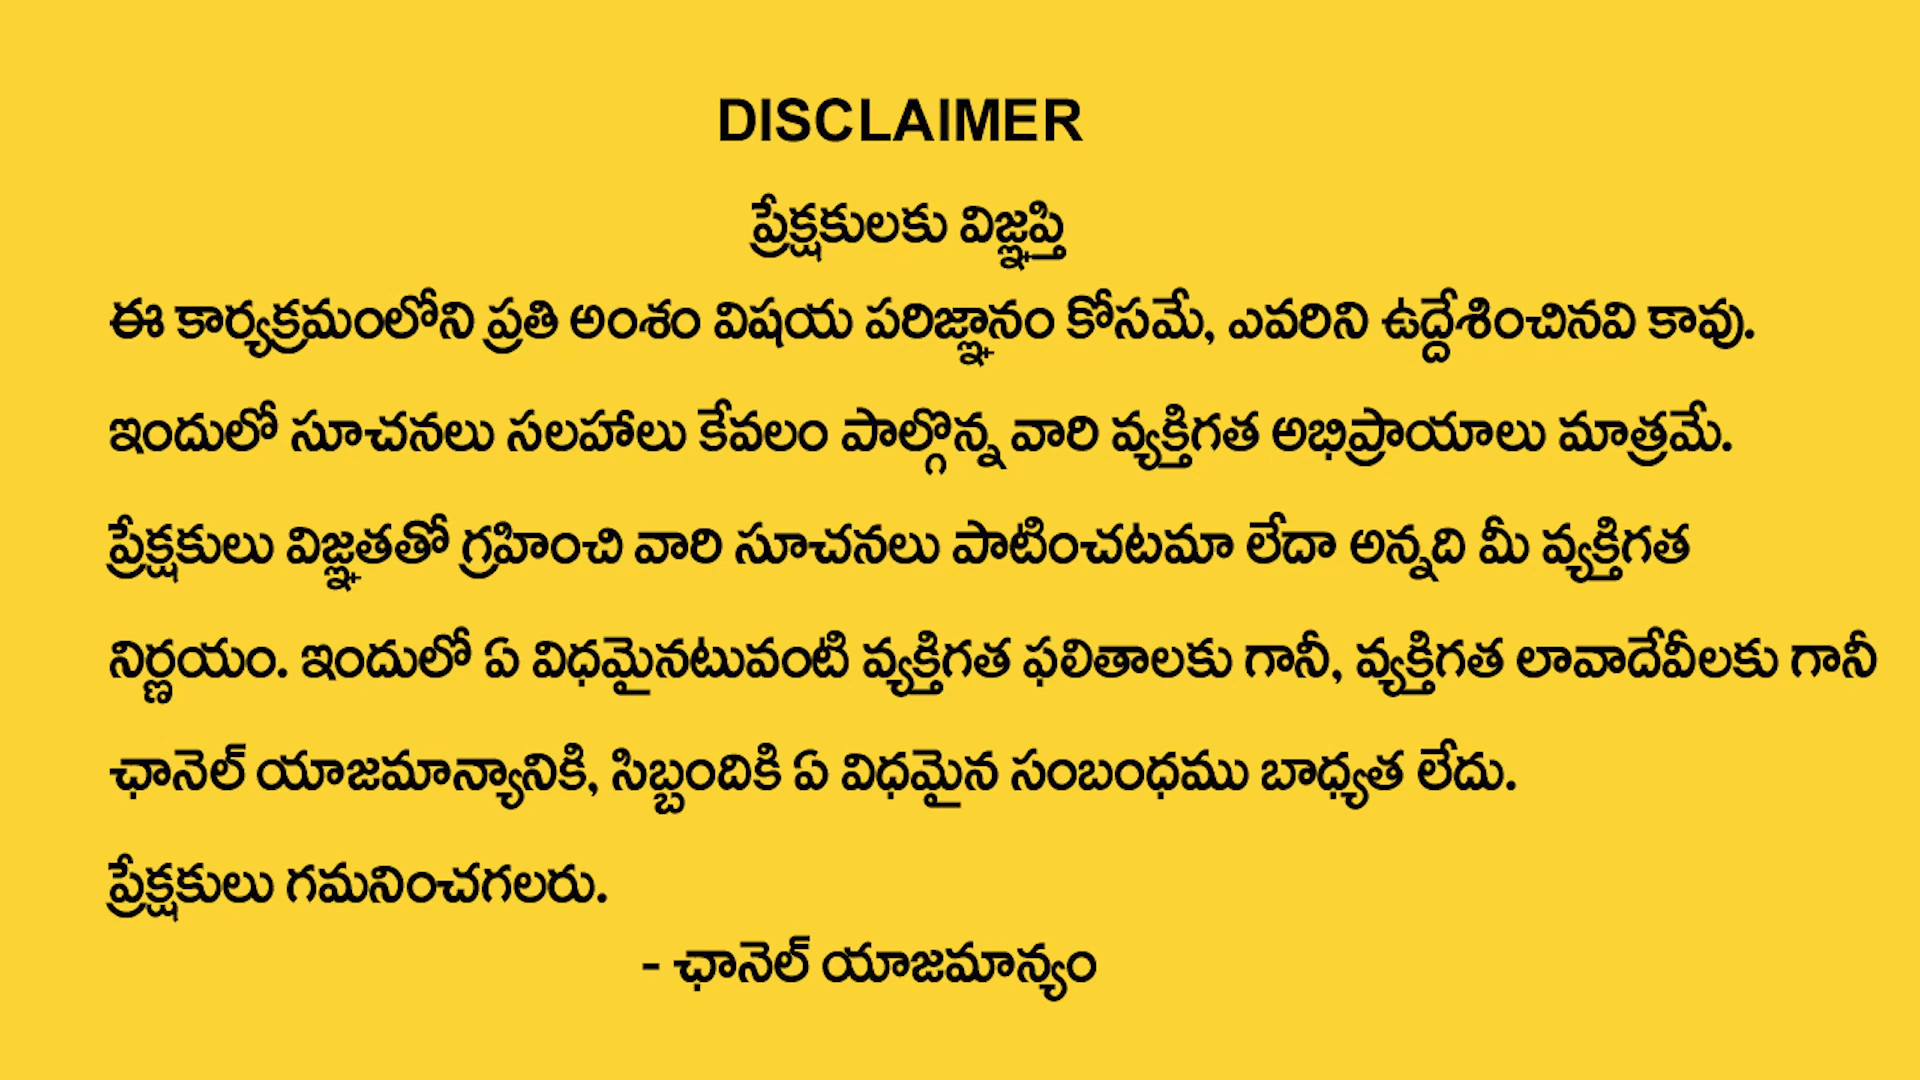 DISCLAIMER
ప్రేక్షకులకు విజ్ఞప్తి
ఈ కార్యక్రమంలోని ప్రతి అంశం విషయ పరిజ్ఞానం కోసమే, ఎవరిని ఉద్దేశించినవి కావు.
ఇందులో సూచనలు సలహాలు కేవలం పాల్గొన్న వారి వ్యక్తిగత అభిప్రాయాలు మాత్రమే.
ప్రేక్షకులు విజ్ఞతతో గ్రహించి వారి సూచనలు పాటించటమా లేదా అన్నది మీ వ్యక్తిగత
నిర్ణయం. ఇందులో ఏ విధమైనటువంటి వ్యక్తిగత ఫలితాలకు గానీ, వ్యక్తిగత లావాదేవీలకు గానీ
ఛానెల్ యాజమాన్యానికి, సిబ్బందికి ఏ విధమైన సంబంధము బాధ్యత లేదు.
ప్రేక్షకులు గమనించగలరు.
- ఛానెల్ యాజమాన్యం